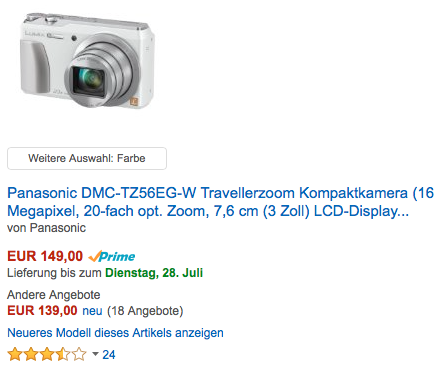 LUMIX
Weitere Auswahl: Farbe
Panasonic DMC-TZ56EG-W Travellerzoom Kompaktkamera (16
Megapixel, 20-fach opt. Zoom, 7,6 cm (3 Zoll) LCD-Display...
von Panasonic
EUR 149,00 Prime
Lieferung bis zum Dienstag, 28. Juli
Andere Angebote
EUR 139,00 neu (18 Angebote)
Neueres Modell dieses Artikels anzeigen
24